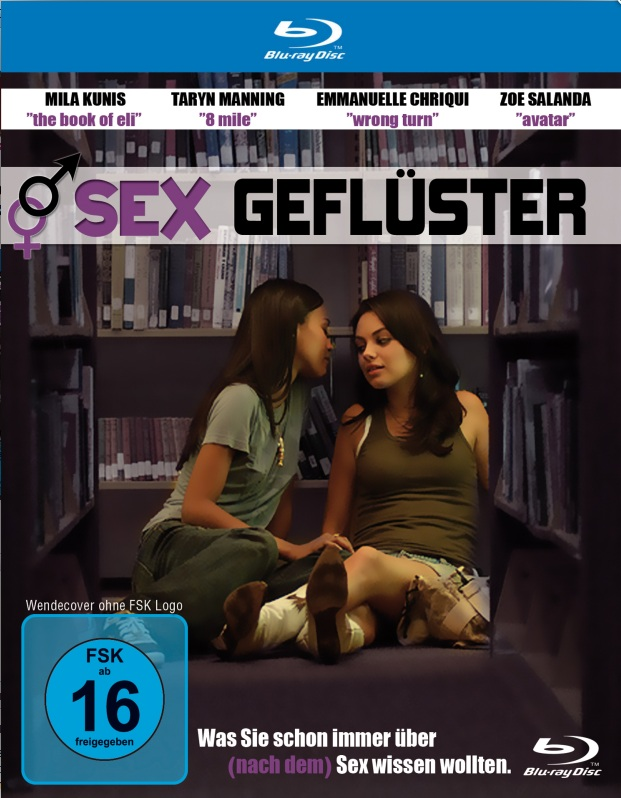 Blu-ray Disc™
MILA KUNIS TARYN MANNING EMMANUELLE CHRIQUI ZOE SALANDA
"the book of eli" "8 mile" "wrong turn" "avatar"
SEX GEFLÜSTER
Wendecover ohne FSK Logo
FSK
ab
16
freigegeben
Was Sie schon immer über
(nach dem) Sex wissen wollten.
Blu-ray Disc™